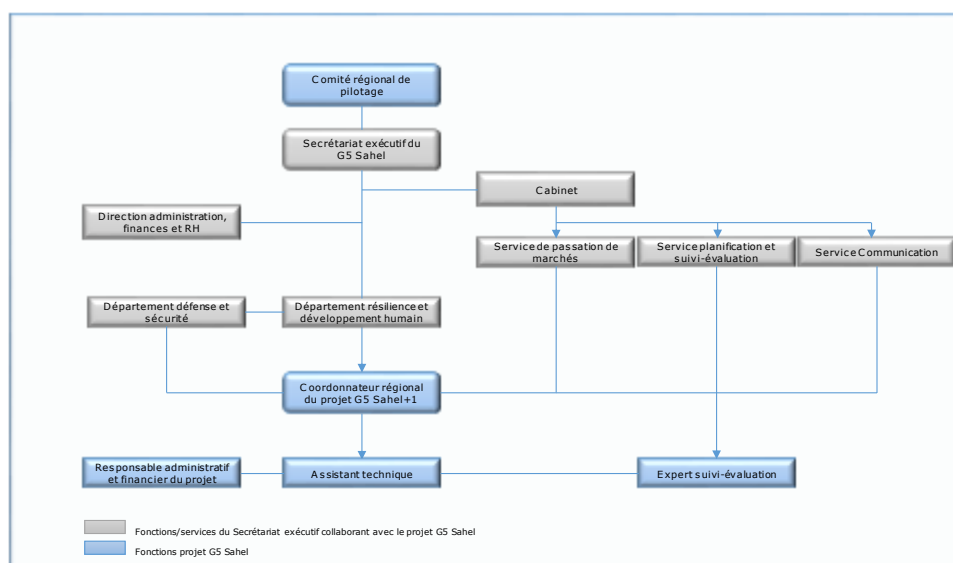 Comité régional de
pilotage
Secrétariat exécutif du
G5 Sahel
Cabinet
Direction administration,
finances et RH
Service de passation de
marchés
Service planification et
suivi-évaluation
Service Communication
Département défense et
sécurité
Département résilience et
développement humain
Coordonnateur régional
du projet G5 Sahel+1
Responsable administratif
et financier du projet
Assistant technique
Expert suivi-évaluation
Fonctions/services du Secrétariat exécutif collaborant avec le projet G5 Sahel
Fonctions projet G5 Sahel